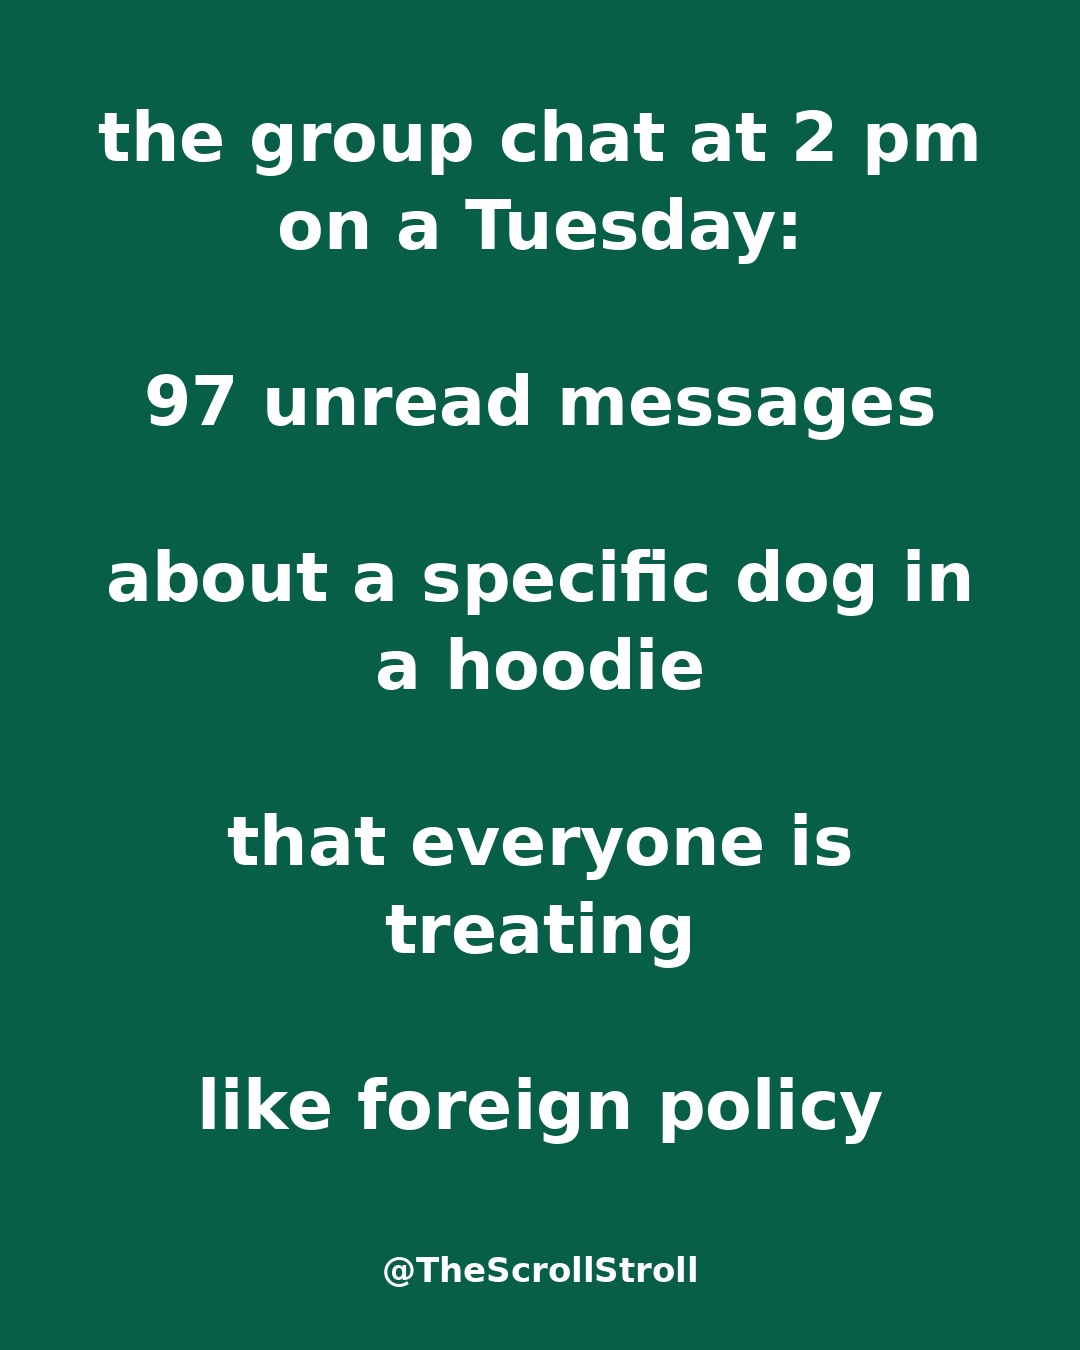 the group chat at 2 pm
on a Tuesday:
97 unread messages
about a specific dog in
a hoodie
that everyone is
treating
like foreign policy
@TheScrollStroll